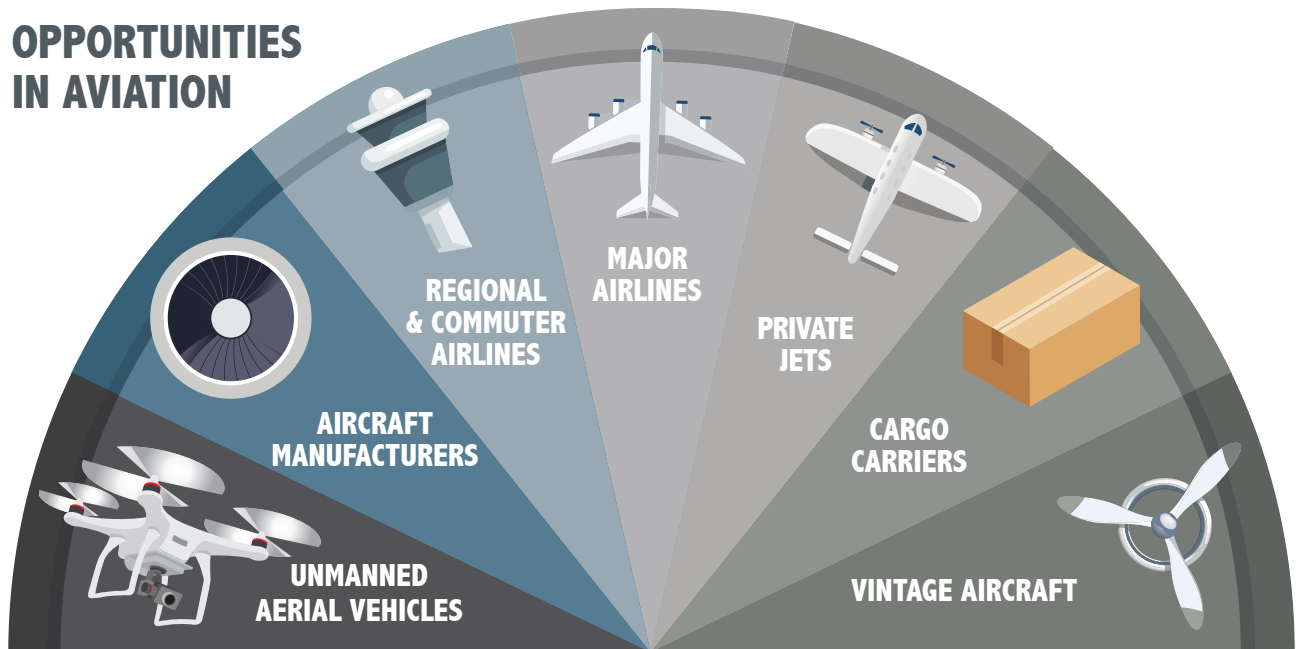 OPPORTUNITIES
IN AVIATION
UNMANNED
AERIAL VEHICLES
AIRCRAFT
MANUFACTURERS
REGIONAL
& COMMUTER
AIRLINES
MAJOR
AIRLINES
PRIVATE
JETS
CARGO
CARRIERS
VINTAGE AIRCRAFT